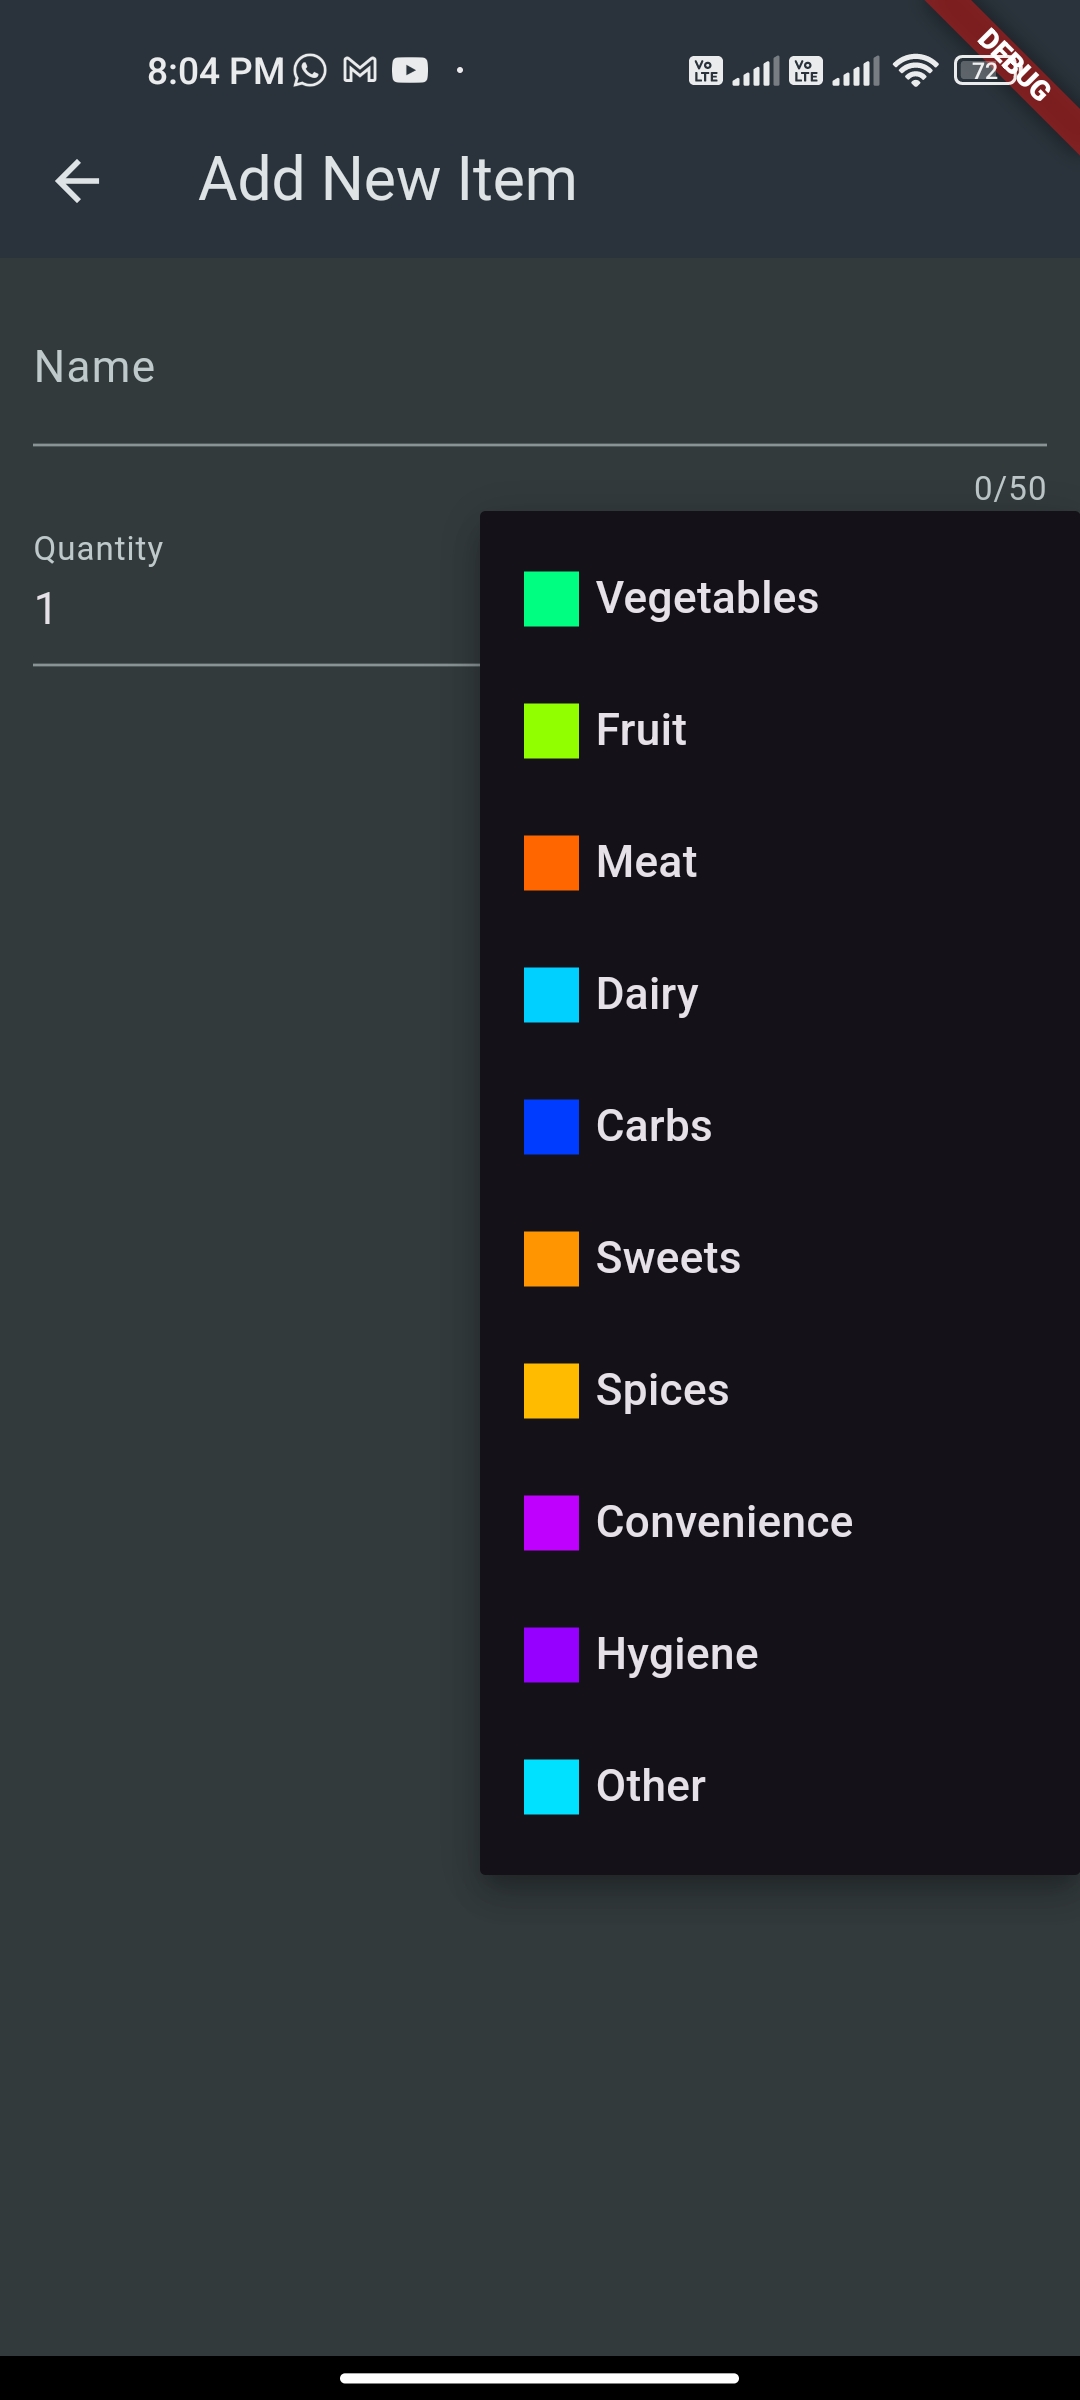 8:04 PM
Vo LTE Vo LTE 72
DEBUG
Add New Item
Name
0/50
Quantity
1
Vegetables
Fruit
Meat
Dairy
Carbs
Sweets
Spices
Convenience
Hygiene
Other